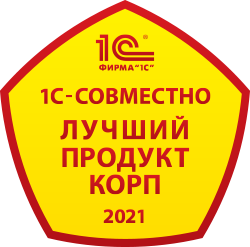 1С®
ФИРМА "1С"
1С-СОВМЕСТНО
ЛУЧШИЙ
ПРОДУКТ
КОРП
2021